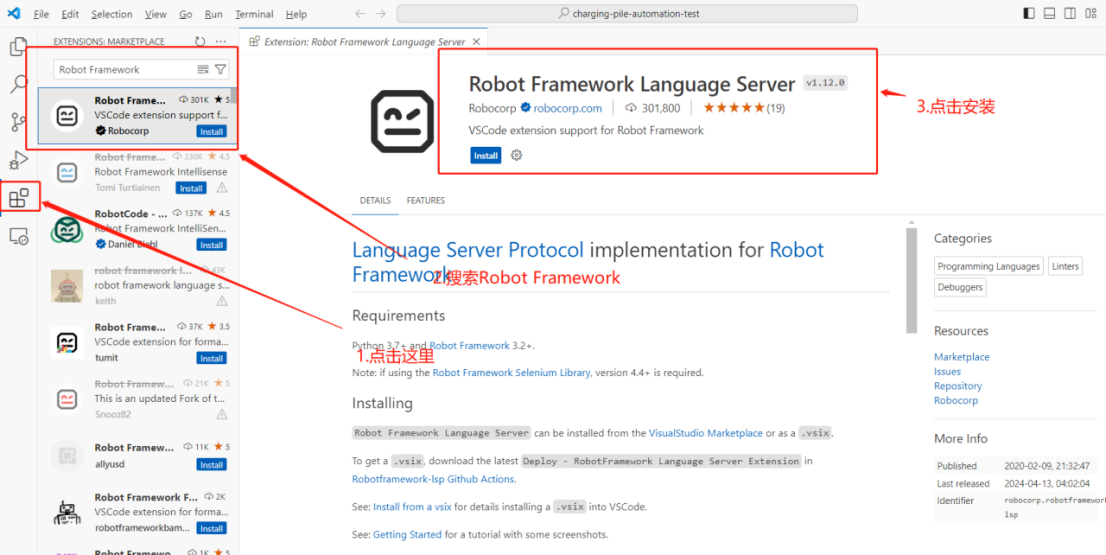 File Edit Selection View Go Run Terminal Help
charging-pile-automation-test
EXTENSIONS: MARKETPLACE
Robot Framework
Robot Frame... 301K ★ 5
VSCode extension support f...
Robocorp Install
Robot Frame... 230K ★ 4.5
Robot Framework Intellisense
Tomi Turtiainen Install
RobotCode - ... 137K ★ 4.5
Robot Framework IntelliSen...
Daniel Biehl Install
robot framework l... 43K
robot framework language s...
keith
Robot Frame... 37K ★ 3.5
VSCode extension for forma...
tumit Install
Robot Framew... 21K ★ 5
This is an updated Fork of t...
Snooz82
Robot Framew... 11K ★ 5
allyusd Install
Robot Framework F... 2K
VSCode extension for forma...
robotframeworkbam... Install
Robot Framewo... 1K ★ 5
Extension: Robot Framework Language Server
Robot Framework Language Server v1.12.0
Robocorp robocorp.com 301,800 ★★★★★(19)
VSCode extension support for Robot Framework
Install
3.点击安装
DETAILS FEATURES
Language Server Protocol implementation for Robot
Framework
2.搜索Robot Framework
Requirements
Python 3.7+ and Robot Framework 3.2+.
1.点击这里
Note: if using the Robot Framework Selenium Library, version 4.4+ is required.
Installing
Robot Framework Language Server can be installed from the VisualStudio Marketplace or as a .vsix.
To get a .vsix, download the latest Deploy - RobotFramework Language Server Extension in
Robotframework-lsp Github Actions.
See: Install from a vsix for details installing a .vsix into VSCode.
See: Getting Started for a tutorial with some screenshots.
Categories
Programming Languages Linters
Debuggers
Resources
Marketplace
Issues
Repository
Robocorp
More Info
Published 2020-02-09, 21:32:47
Last released 2024-04-13, 04:02:04
Identifier robocorp.robotframework
lsp